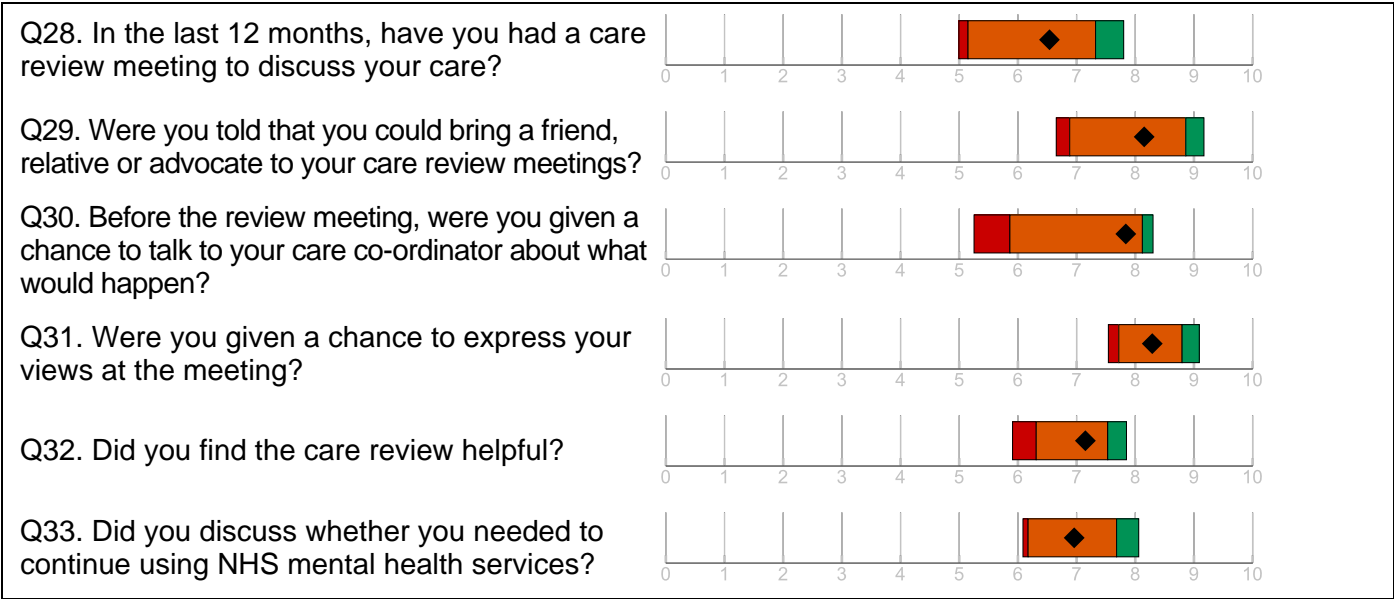 Q28. In the last 12 months, have you had a care
review meeting to discuss your care?
0 1 2 3 4 5 6 7 8 9 10
Q29. Were you told that you could bring a friend,
relative or advocate to your care review meetings?
0 1 2 3 4 5 6 7 8 9 10
Q30. Before the review meeting, were you given a
chance to talk to your care co-ordinator about what
would happen?
0 1 2 3 4 5 6 7 8 9 10
Q31. Were you given a chance to express your
views at the meeting?
0 1 2 3 4 5 6 7 8 9 10
Q32. Did you find the care review helpful?
0 1 2 3 4 5 6 7 8 9 10
Q33. Did you discuss whether you needed to
continue using NHS mental health services?
0 1 2 3 4 5 6 7 8 9 10